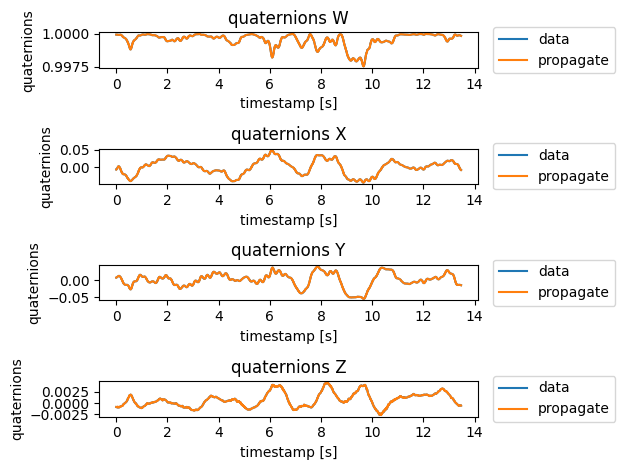 quaternions W
quaternions
1.0000
0.9975
0 2 4 6 8 10 12 14
timestamp [s]
data
propagate
quaternions X
quaternions
0.05
0.00
0 2 4 6 8 10 12 14
timestamp [s]
data
propagate
quaternions Y
quaternions
0.00
−0.05
0 2 4 6 8 10 12 14
timestamp [s]
data
propagate
quaternions Z
quaternions
0.0025
0.0000
−0.0025
0 2 4 6 8 10 12 14
timestamp [s]
data
propagate